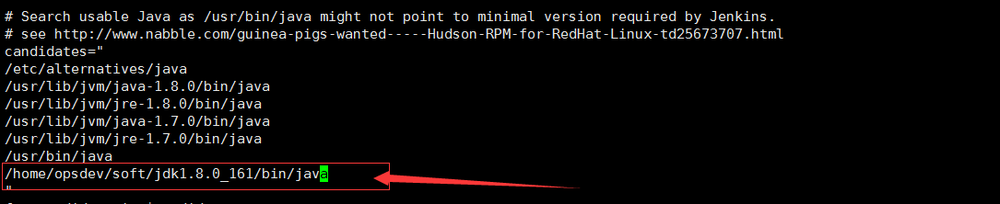 # Search usable Java as /usr/bin/java might not point to minimal version required by Jenkins.
# see http://www.nabble.com/guinea-pigs-wanted-----Hudson-RPM-for-RedHat-Linux-td25673707.html
candidates="
/etc/alternatives/java
/usr/lib/jvm/java-1.8.0/bin/java
/usr/lib/jvm/jre-1.8.0/bin/java
/usr/lib/jvm/java-1.7.0/bin/java
/usr/lib/jvm/jre-1.7.0/bin/java
/usr/bin/java
/home/opsdev/soft/jdk1.8.0_161/bin/java
"